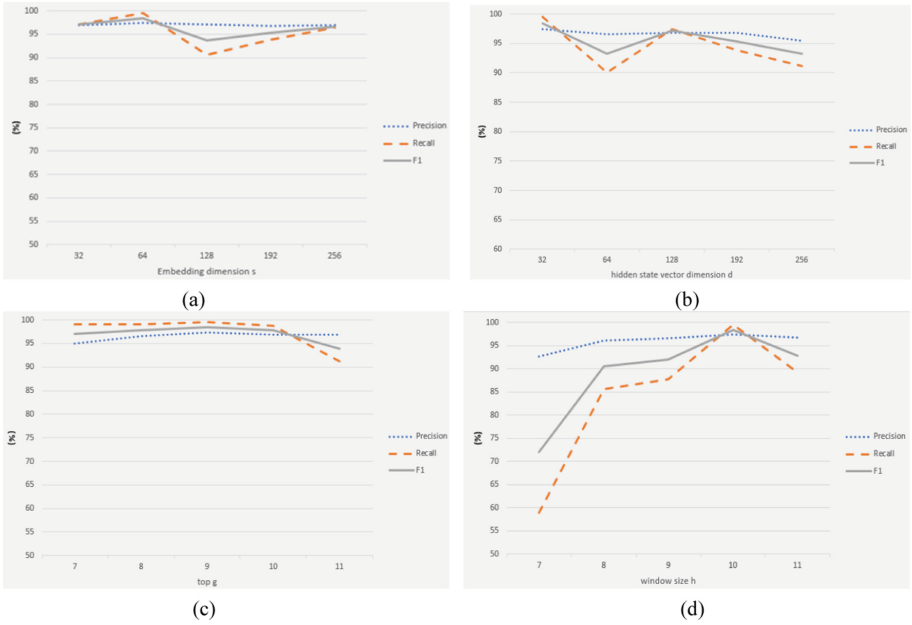 100
95
90
85
80
75
70
65
60
55
50
(%)
32 64 128 192 256
Embedding dimension s
Precision
Recall
F1
(a)
100
95
90
85
80
75
70
65
60
(%)
32 64 128 192 256
hidden state vector dimension d
Precision
Recall
F1
(b)
100
95
90
85
80
75
70
65
60
55
50
(%)
7 8 9 10 11
top g
Precision
Recall
F1
(c)
100
95
90
85
80
75
70
65
60
55
50
(%)
7 8 9 10 11
window size h
Precision
Recall
F1
(d)